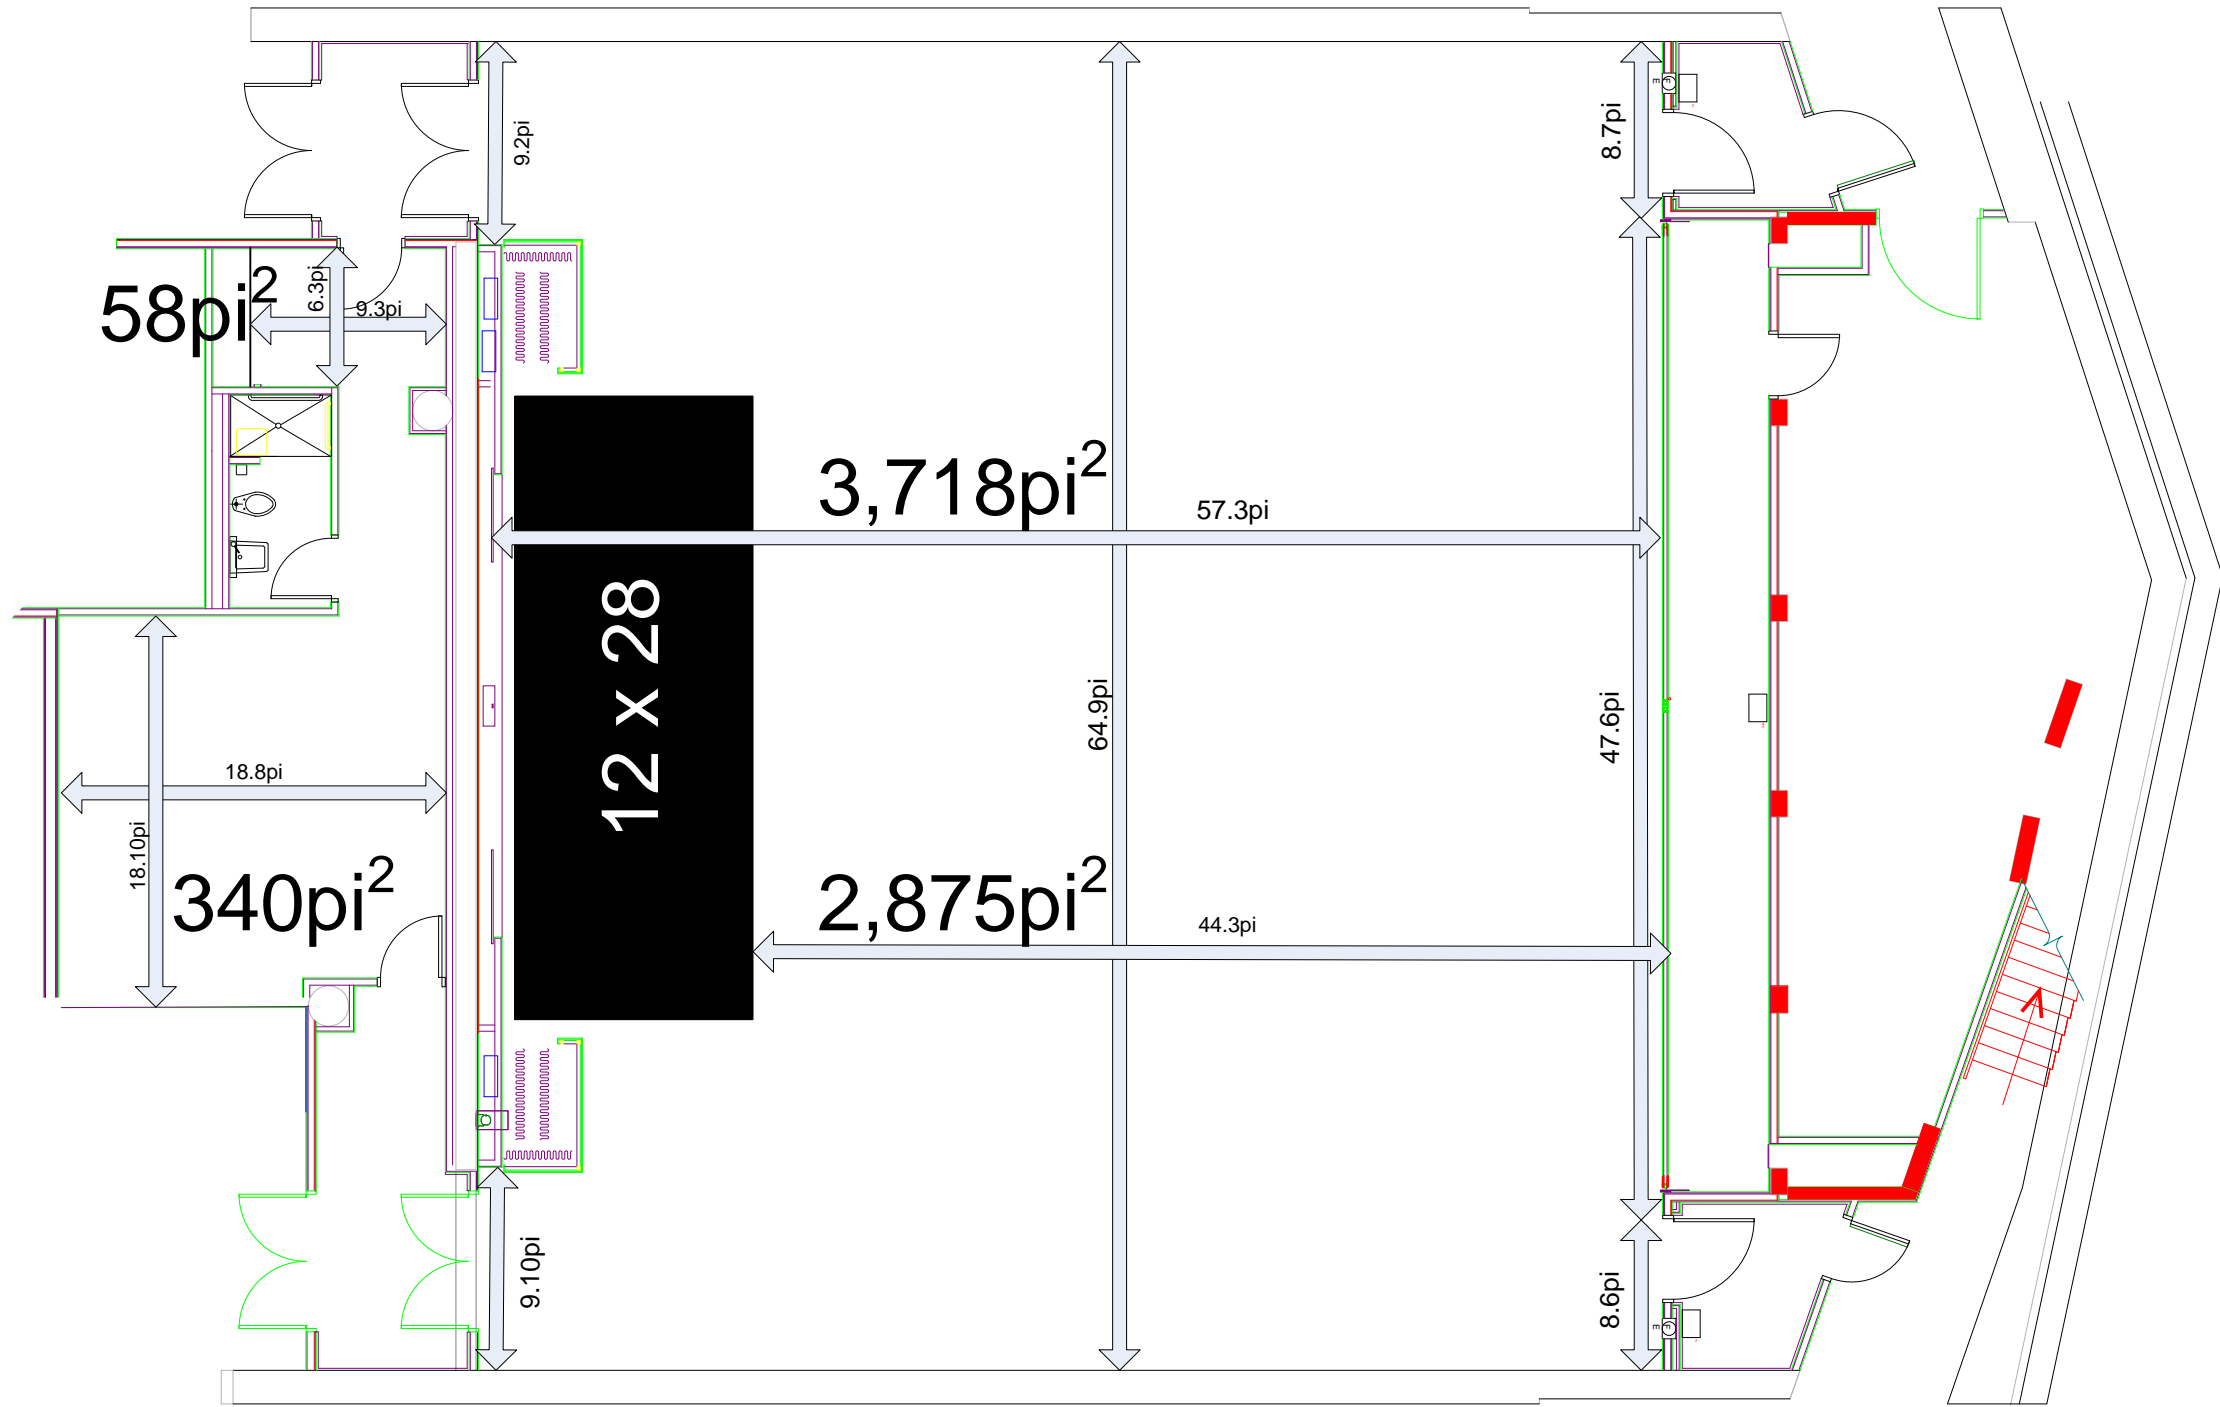 9.2pi
8.7pi
E
E
58pi²
6.3pi
9.3pi
3,718pi²
57.3pi
12 x 28
64.9pi
47.6pi
18.8pi
18.10pi
340pi²
2,875pi²
44.3pi
9.10pi
8.6pi
E
E